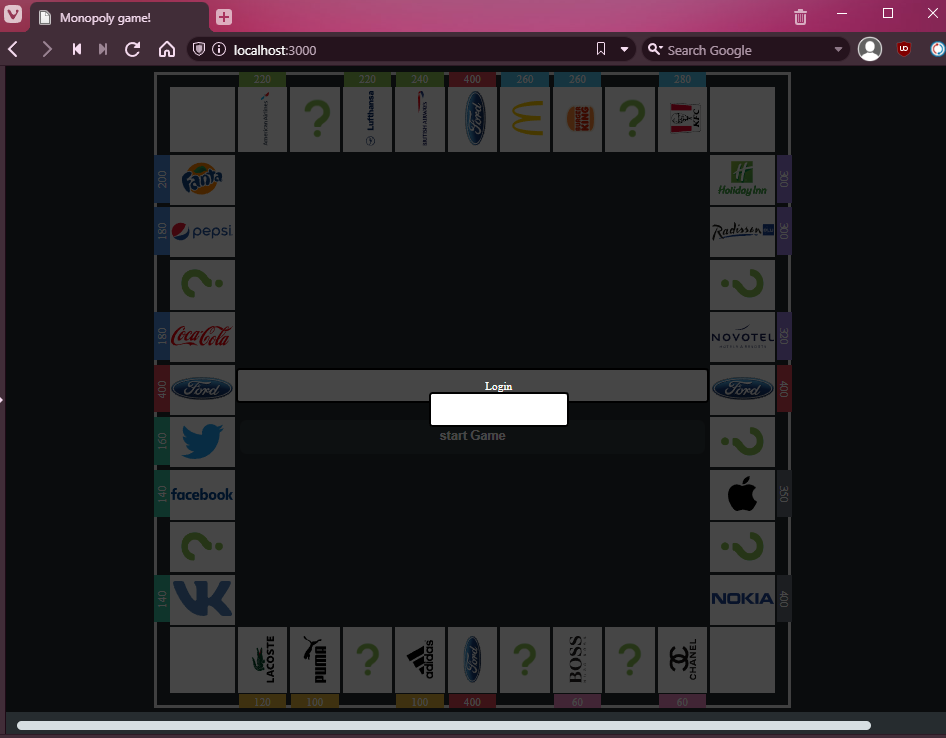 Monopoly game!
localhost:3000
Search Google
220
220
240
400
260
260
280
Lufthansa
BRITISH AIRWAYS
Ford
BURGER KING
KFC
200
Fanta
Holiday Inn
300
180
pepsi
Radisson
300
180
Coca-Cola
NOVOTEL
320
400
Ford
Login
Ford
400
160
start Game
140
facebook
350
140
VK
NOKIA
400
LACOSTE
PUMA
adidas
Ford
BOSS
CHANEL
120
100
100
400
60
60